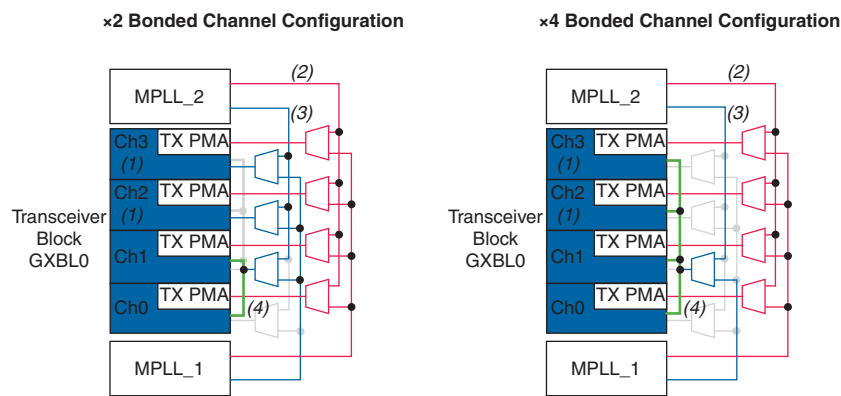 ×2 Bonded Channel Configuration
(2)
MPLL_2
(3)
Ch3 TX PMA
(1)
Ch2 TX PMA
(1)
Transceiver
Block
GXBL0
TX PMA
Ch1
TX PMA
Ch0
(4)
MPLL_1
×4 Bonded Channel Configuration
(2)
MPLL_2
(3)
Ch3 TX PMA
(1)
Ch2 TX PMA
(1)
Transceiver
Block
GXBL0
TX PMA
Ch1
TX PMA
Ch0
(4)
MPLL_1